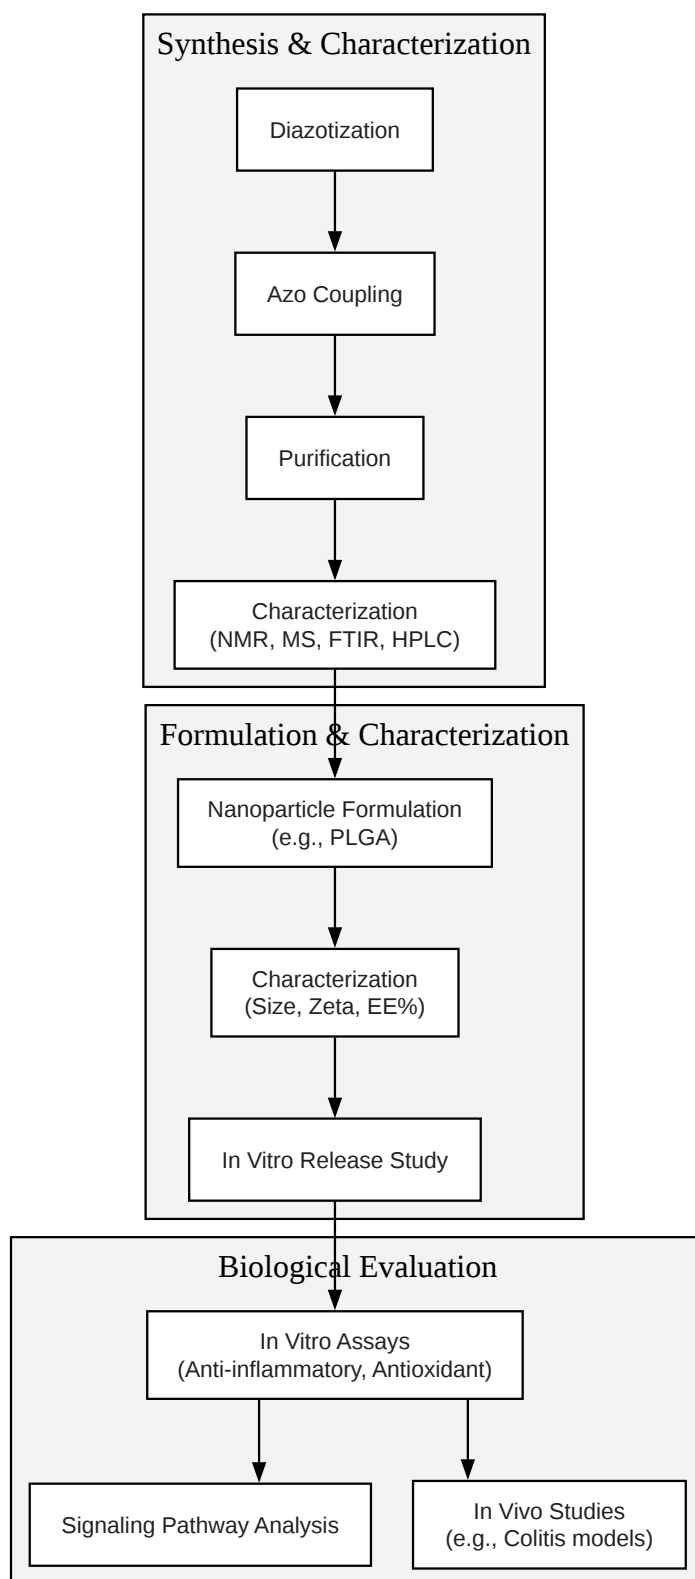 Synthesis & Characterization
Diazotization
Azo Coupling
Purification
Characterization
(NMR, MS, FTIR, HPLC)
Formulation & Characterization
Nanoparticle Formulation
(e.g., PLGA)
Characterization
(Size, Zeta, EE%)
In Vitro Release Study
Biological Evaluation
In Vitro Assays
(Anti-inflammatory, Antioxidant)
Signaling Pathway Analysis
In Vivo Studies
(e.g., Colitis models)